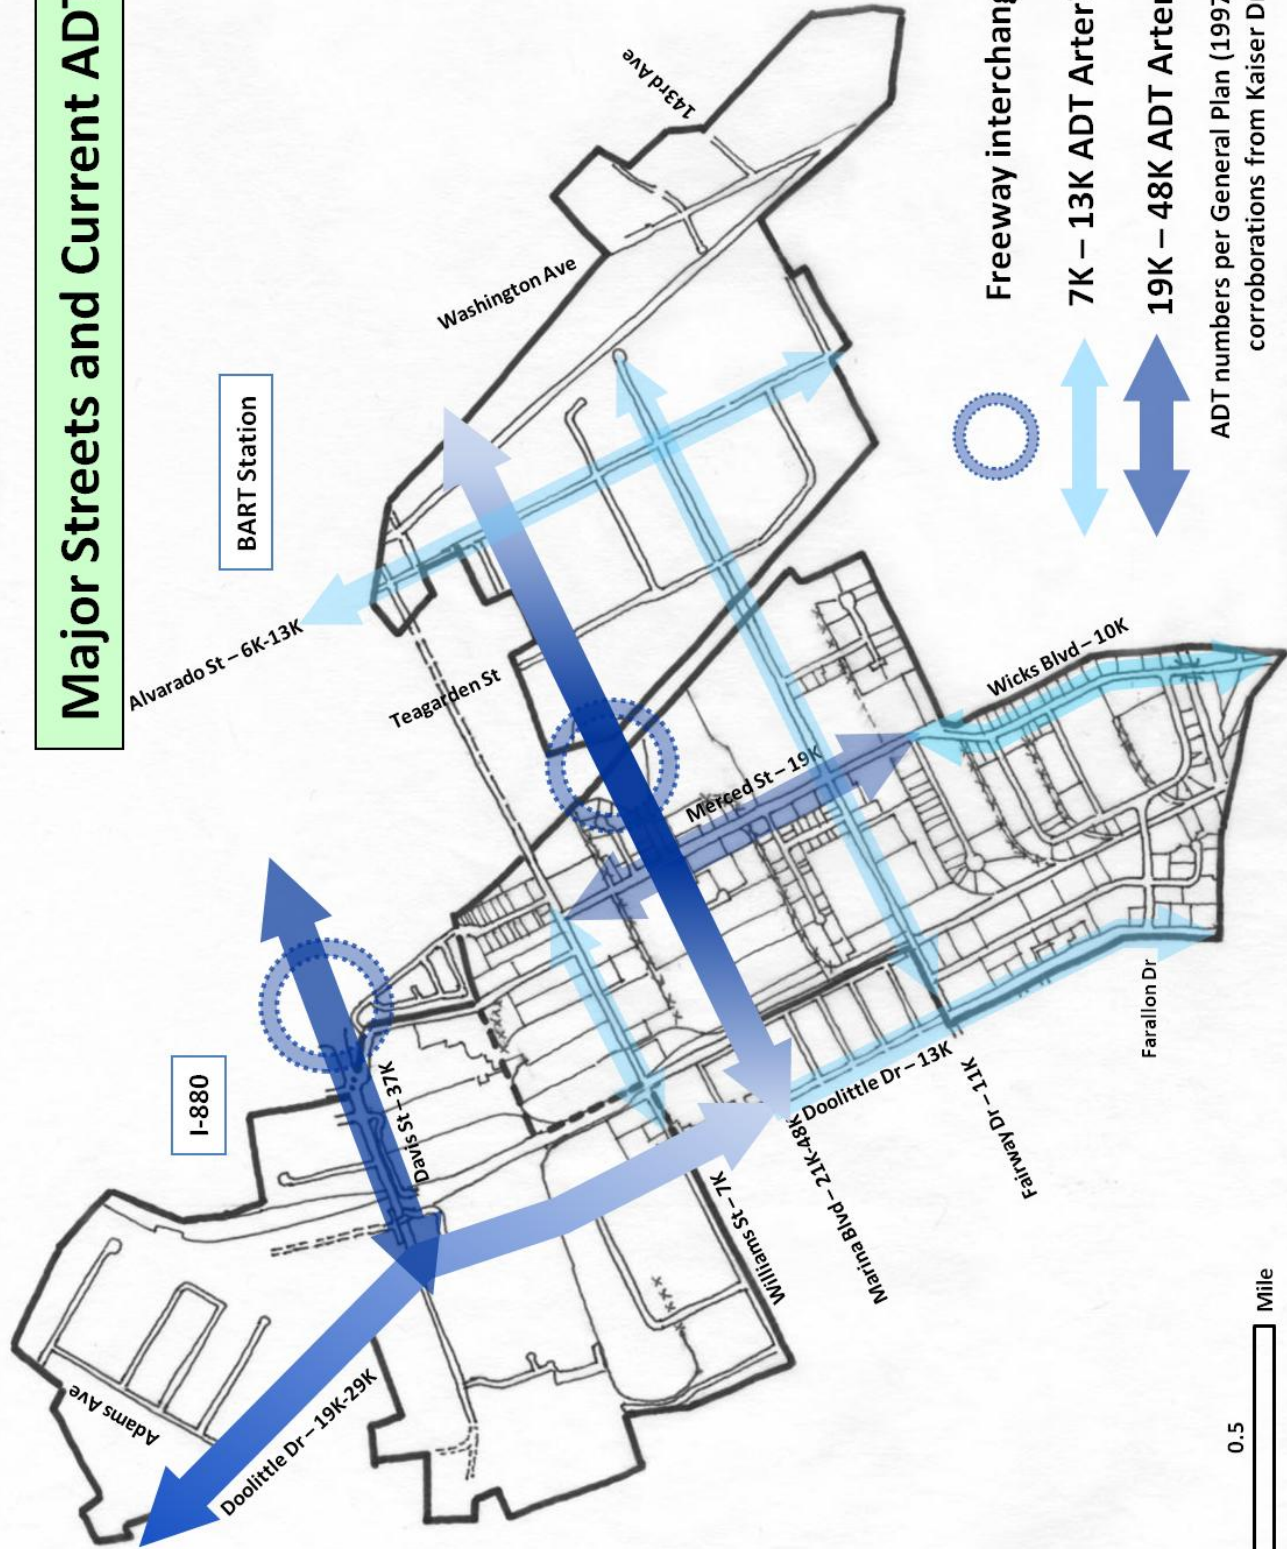 Major Streets and Current ADT
BART Station
I-880
143rd Ave
Washington Ave
Alvarado St – 6K-13K
Teagarden St
Adams Ave
Davis St – 37K
Doolittle Dr – 19K-29K
Merced St – 19K
Wicks Blvd – 10K
Farallon Dr
Doolittle Dr – 13K
Fairway Dr – 11K
Marina Blvd – 21K-48K
Williams St – 7K
Freeway interchang
7K – 13K ADT Arter
19K – 48K ADT Arter
ADT numbers per General Plan (1997
corroborations from Kaiser Dr
0.5
Mile